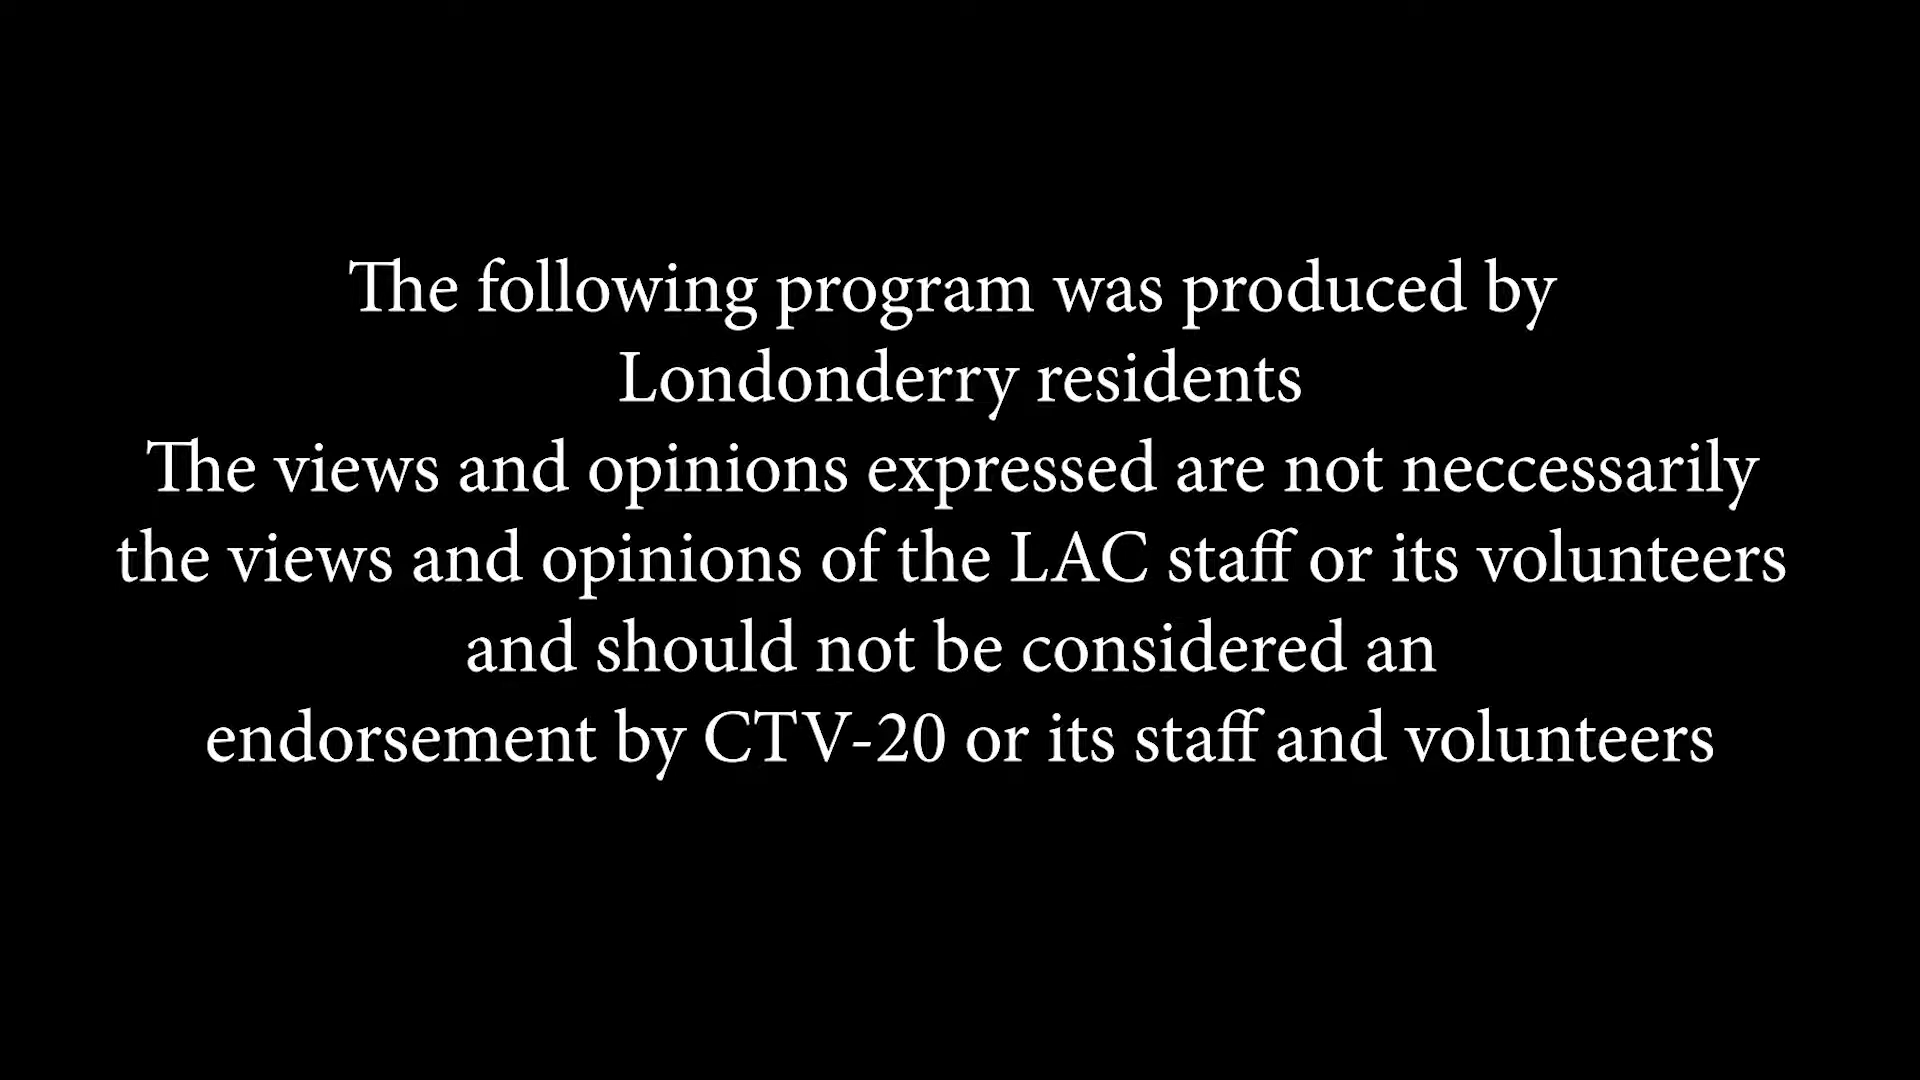 The following program was produced by
Londonderry residents
The views and opinions expressed are not neccessarily
the views and opinions of the LAC staff or its volunteers
and should not be considered an
endorsement by CTV-20 or its staff and volunteers